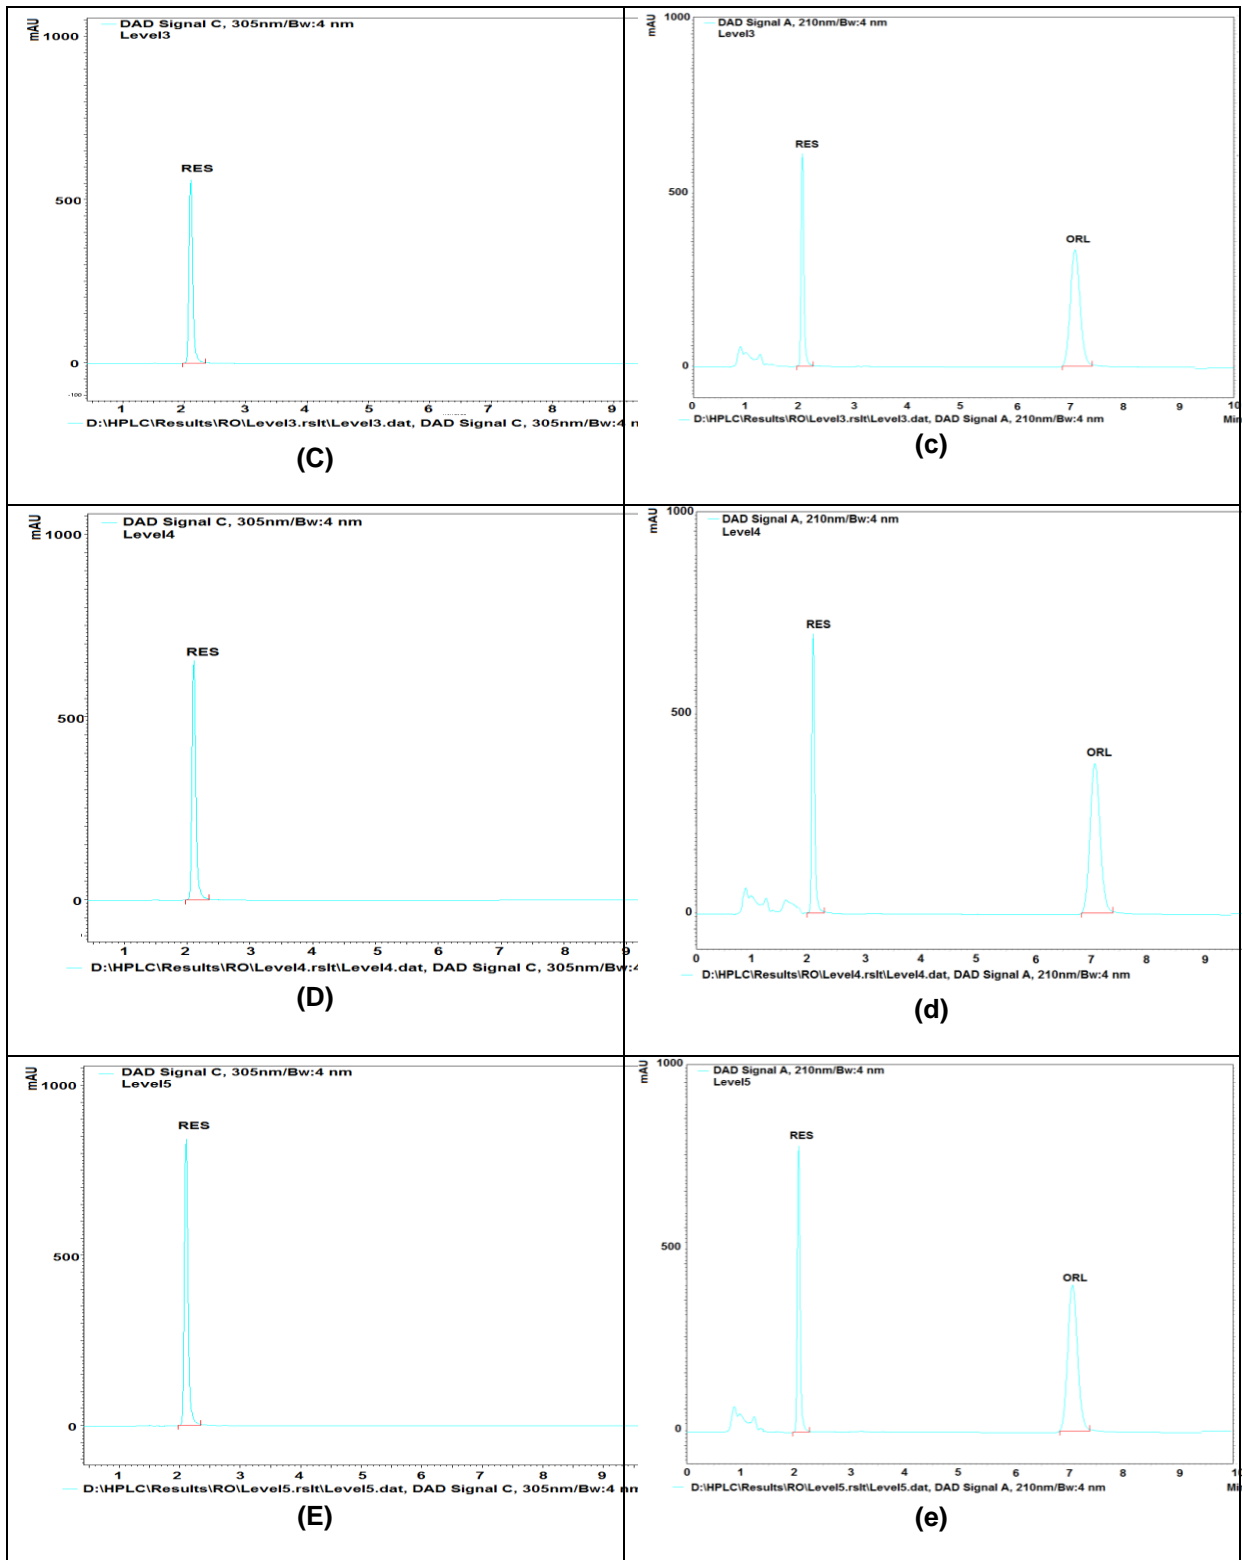 DAD Signal C, 305nm/Bw:4 nm
Level3
mAU
1000
500
0
-100
RES
1 2 3 4 5 6 7 8 9
D:\HPLC\Results\RO\Level3.rslt\Level3.dat, DAD Signal C, 305nm/Bw:4 n
(C)
DAD Signal A, 210nm/Bw:4 nm
Level3
mAU
1000
500
0
RES
ORL
0 1 2 3 4 5 6 7 8 9 10
D:\HPLC\Results\RO\Level3.rslt\Level3.dat, DAD Signal A, 210nm/Bw:4 nm
Min
(c)
DAD Signal C, 305nm/Bw:4 nm
Level4
mAU
1000
500
0
RES
1 2 3 4 5 6 7 8 9
D:\HPLC\Results\RO\Level4.rslt\Level4.dat, DAD Signal C, 305nm/Bw:4
(D)
DAD Signal A, 210nm/Bw:4 nm
Level4
mAU
1000
500
0
RES
ORL
0 1 2 3 4 5 6 7 8 9
D:\HPLC\Results\RO\Level4.rslt\Level4.dat, DAD Signal A, 210nm/Bw:4 nm
(d)
DAD Signal C, 305nm/Bw:4 nm
Level5
mAU
1000
500
0
RES
1 2 3 4 5 6 7 8 9
D:\HPLC\Results\RO\Level5.rslt\Level5.dat, DAD Signal C, 305nm/Bw:4 nm
(E)
DAD Signal A, 210nm/Bw:4 nm
Level5
mAU
1000
500
0
RES
ORL
0 1 2 3 4 5 6 7 8 9 10
D:\HPLC\Results\RO\Level5.rslt\Level5.dat, DAD Signal A, 210nm/Bw:4 nm
Min
(e)